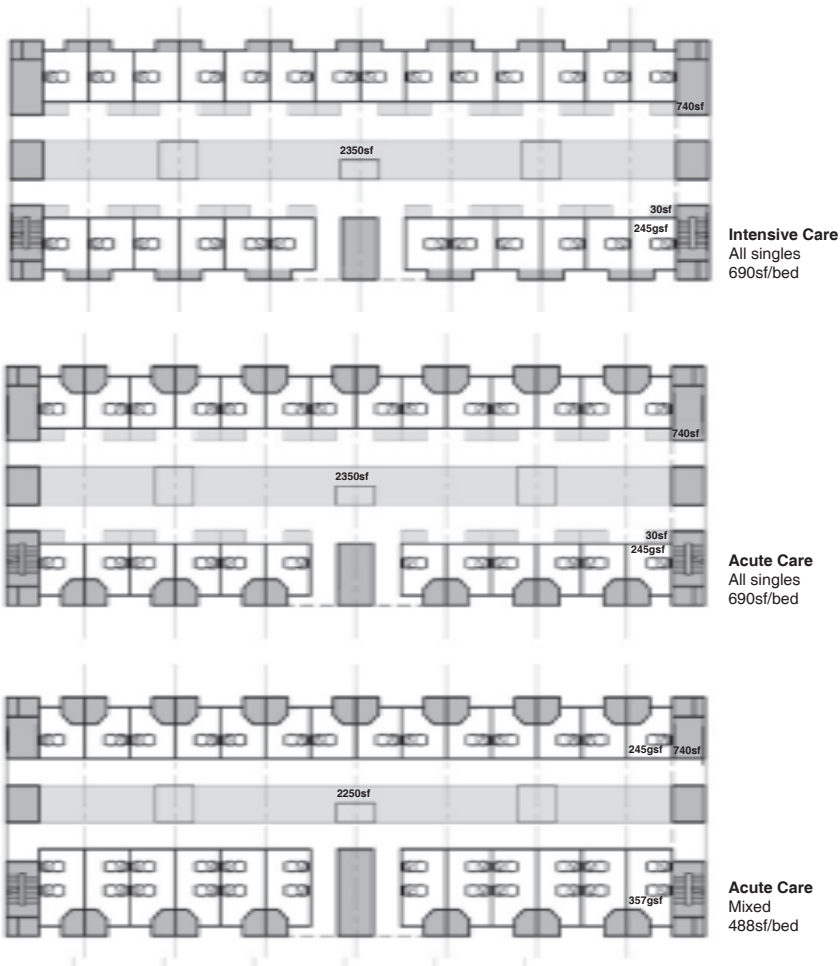 740sf
2350sf
30sf
245gsf
Intensive Care
All singles
690sf/bed
740sf
2350sf
30sf
245gsf
Acute Care
All singles
690sf/bed
245gsf 740sf
2250sf
357gsf
Acute Care
Mixed
488sf/bed